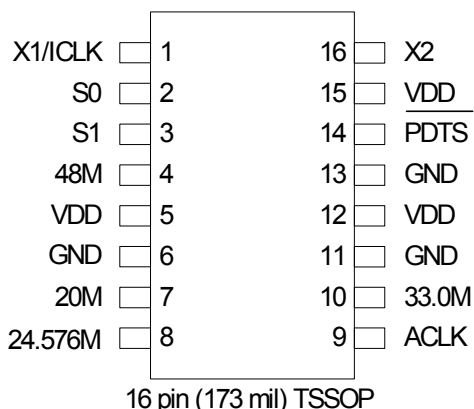 X1/ICLK 1 16 X2
S0 2 15 VDD
S1 3 14 PDTS
48M 4 13 GND
VDD 5 12 VDD
GND 6 11 GND
20M 7 10 33.0M
24.576M 8 9 ACLK
16 pin (173 mil) TSSOP